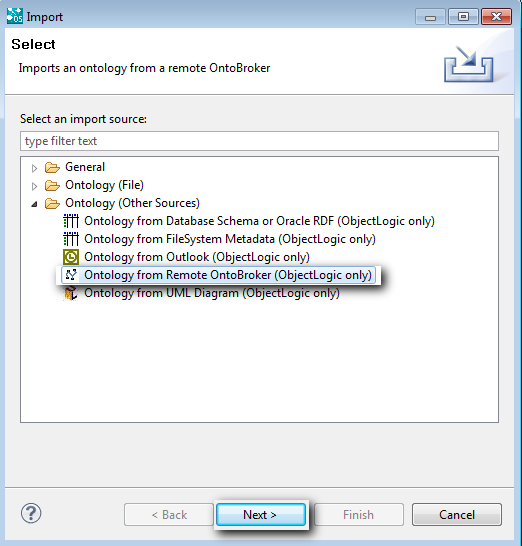 Import
Select
Imports an ontology from a remote OntoBroker
Select an import source:
type filter text
General
Ontology (File)
Ontology (Other Sources)
Ontology from Database Schema or Oracle RDF (ObjectLogic only)
Ontology from FileSystem Metadata (ObjectLogic only)
Ontology from Outlook (ObjectLogic only)
Ontology from Remote OntoBroker (ObjectLogic only)
Ontology from UML Diagram (ObjectLogic only)
? < Back Next > Finish Cancel